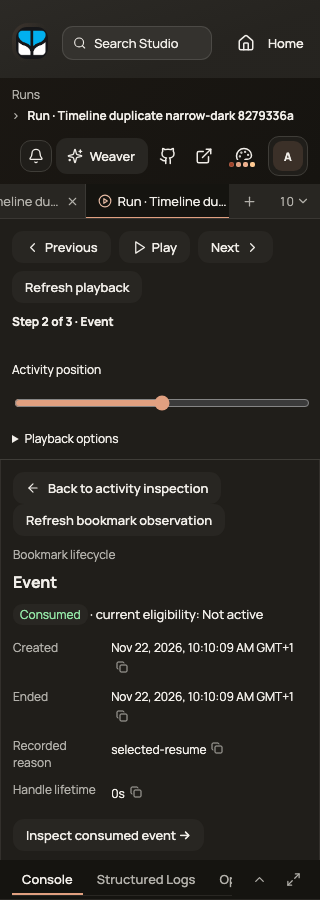 Search Studio
Home
Runs
› Run · Timeline duplicate narrow-dark 8279336a
Weaver
A
neline du... ×
Run · Timeline du...
+
10
Previous
Play
Next
Refresh playback
Step 2 of 3 · Event
Activity position
Playback options
← Back to activity inspection
Refresh bookmark observation
Bookmark lifecycle
Event
Consumed · current eligibility: Not active
Created Nov 22, 2026, 10:10:09 AM GMT+1
Ended Nov 22, 2026, 10:10:09 AM GMT+1
Recorded reason selected-resume
Handle lifetime 0s
Inspect consumed event →
Console
Structured Logs